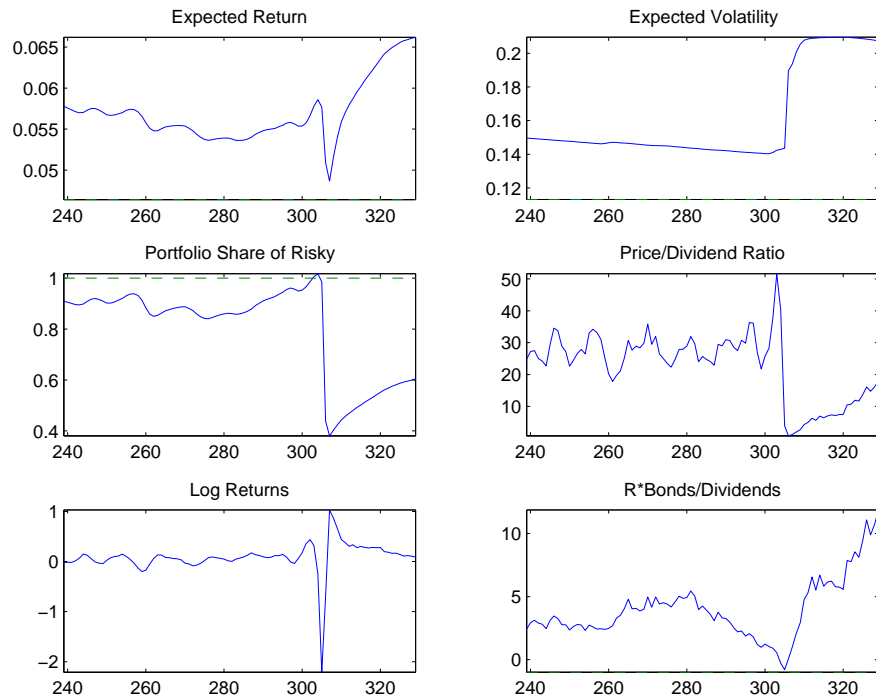 Expected Return
0.065
0.06
0.055
0.05
240 260 280 300 320
Expected Volatility
0.2
0.18
0.16
0.14
0.12
240 260 280 300 320
Portfolio Share of Risky
1
0.8
0.6
0.4
240 260 280 300 320
Price/Dividend Ratio
50
40
30
20
10
240 260 280 300 320
Log Returns
1
0
−1
−2
240 260 280 300 320
R*Bonds/Dividends
10
5
0
240 260 280 300 320